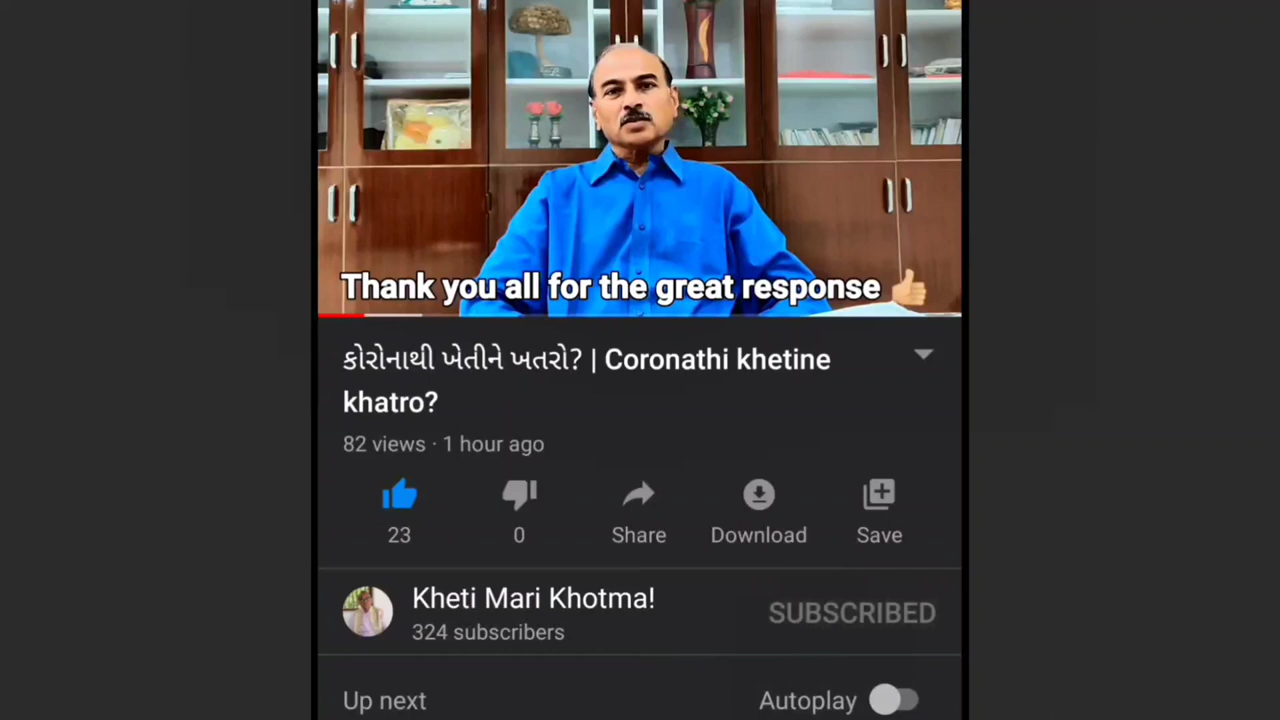 Thank you all for the great response
કોરોનાથી ખેતીને ખતરો? | Coronathi khetine
khatro?
82 views · 1 hour ago
23
0
Share
Download
Save
Kheti Mari Khotma!
SUBSCRIBED
324 subscribers
Up next
Autoplay